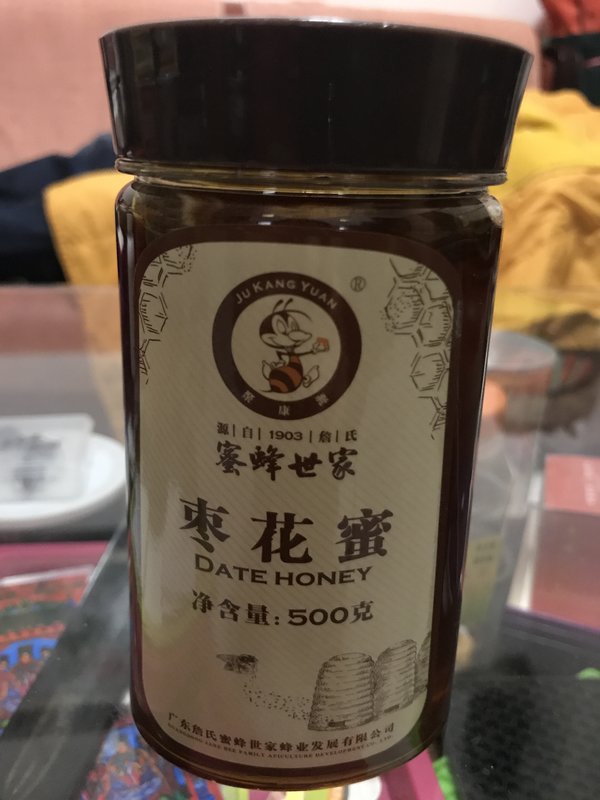 JU KANG YUAN
®
聚康源
源|自|1903|詹|氏
蜜蜂世家
枣花蜜
DATE HONEY
净含量: 500克
广东詹氏蜜蜂世家蜂业发展有限公司